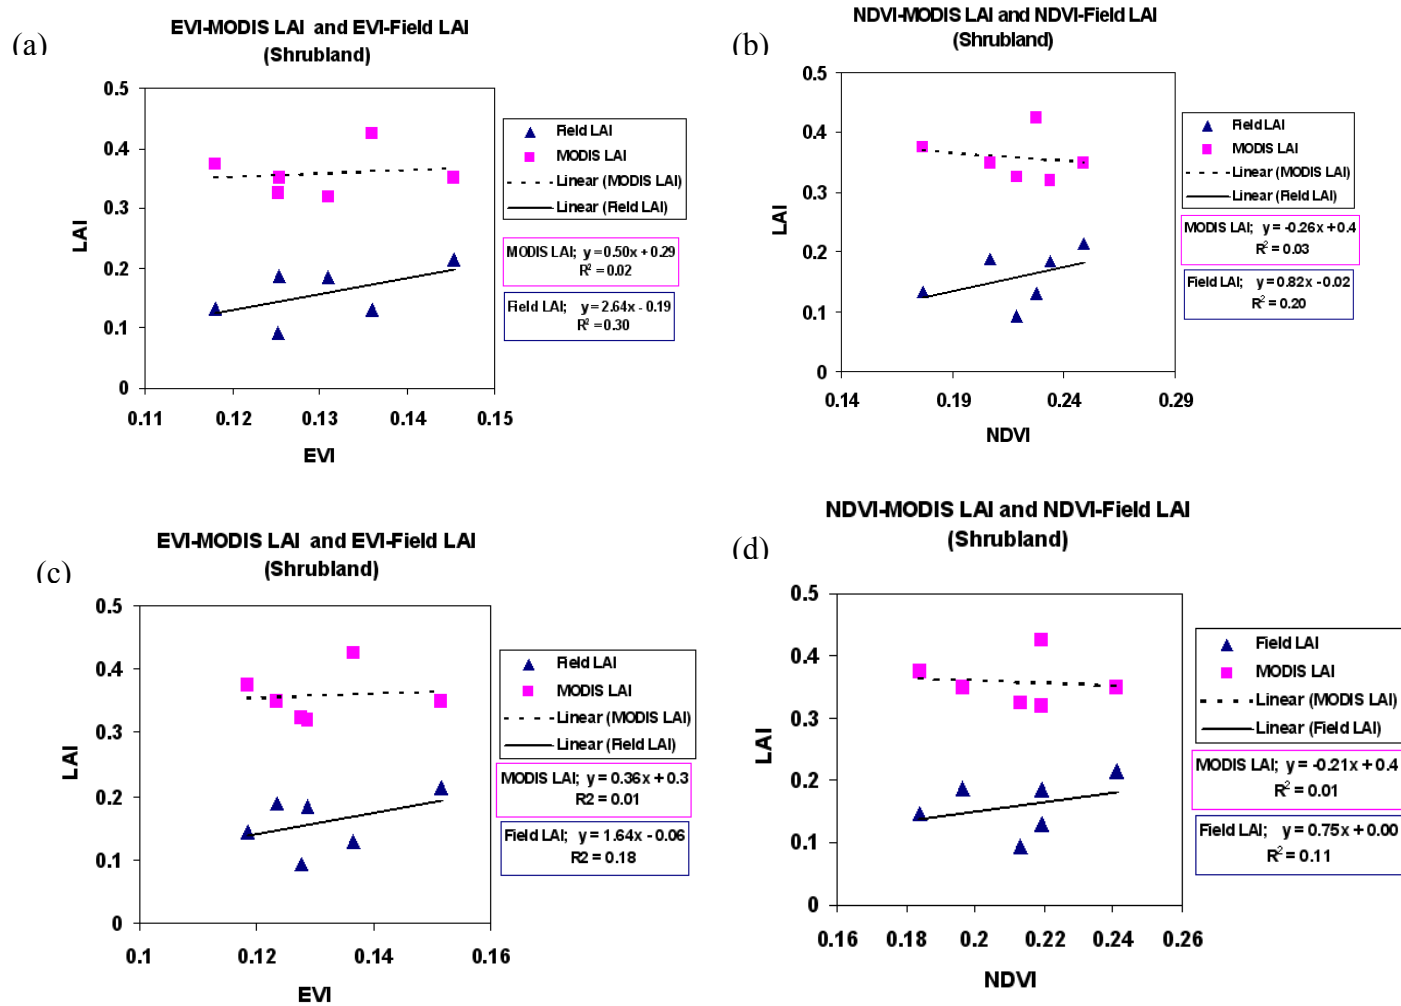 (a)
EVI-MODIS LAI and EVI-Field LAI
(Shrubland)
0.5
0.4
0.3
0.2
0.1
0
LAI
0.11
0.12
0.13
0.14
0.15
EVI
Field LAI
MODIS LAI
Linear (MODIS LAI)
Linear (Field LAI)
MODIS LAI; y = 0.50x + 0.29
R² = 0.02
Field LAI; y = 2.64x - 0.19
R² = 0.30
(b)
NDVI-MODIS LAI and NDVI-Field LAI
(Shrubland)
0.5
0.4
0.3
0.2
0.1
0
LAI
0.14
0.19
0.24
0.29
NDVI
Field LAI
MODIS LAI
Linear (MODIS LAI)
Linear (Field LAI)
MODIS LAI; y = -0.26x + 0.4
R² = 0.03
Field LAI; y = 0.82x - 0.02
R² = 0.20
(c)
EVI-MODIS LAI and EVI-Field LAI
(Shrubland)
0.5
0.4
0.3
0.2
0.1
0
LAI
0.1
0.12
0.14
0.16
EVI
Field LAI
MODIS LAI
Linear (MODIS LAI)
Linear (Field LAI)
MODIS LAI; y = 0.36x + 0.3
R2 = 0.01
Field LAI; y = 1.64x - 0.06
R2 = 0.18
(d)
NDVI-MODIS LAI and NDVI-Field LAI
(Shrubland)
0.5
0.4
0.3
0.2
0.1
0
LAI
0.16
0.18
0.2
0.22
0.24
0.26
NDVI
Field LAI
MODIS LAI
Linear (MODIS LAI)
Linear (Field LAI)
MODIS LAI; y = -0.21x + 0.4
R² = 0.01
Field LAI; y = 0.75x + 0.00
R² = 0.11